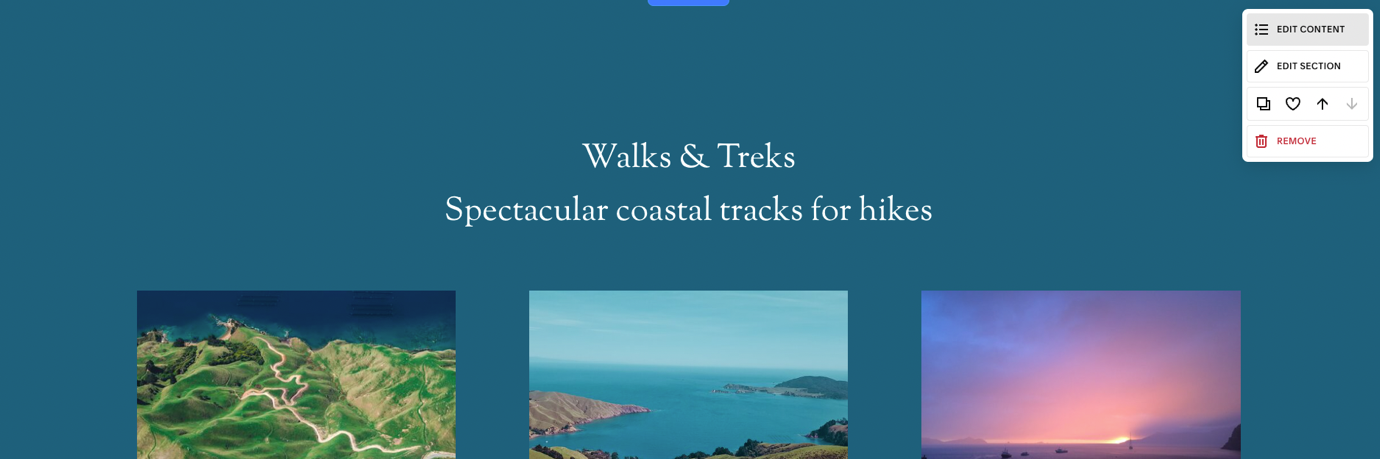 EDIT CONTENT
EDIT SECTION
REMOVE
Walks & Treks
Spectacular coastal tracks for hikes